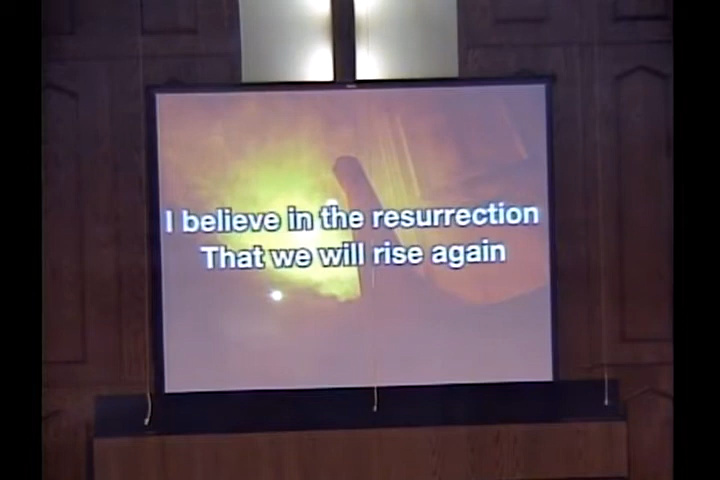 I believe in the resurrection
That we will rise again